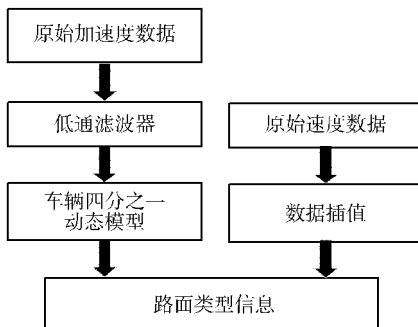 原始加速度数据
低通滤波器
原始速度数据
车辆四分之一
动态模型
数据插值
路面类型信息